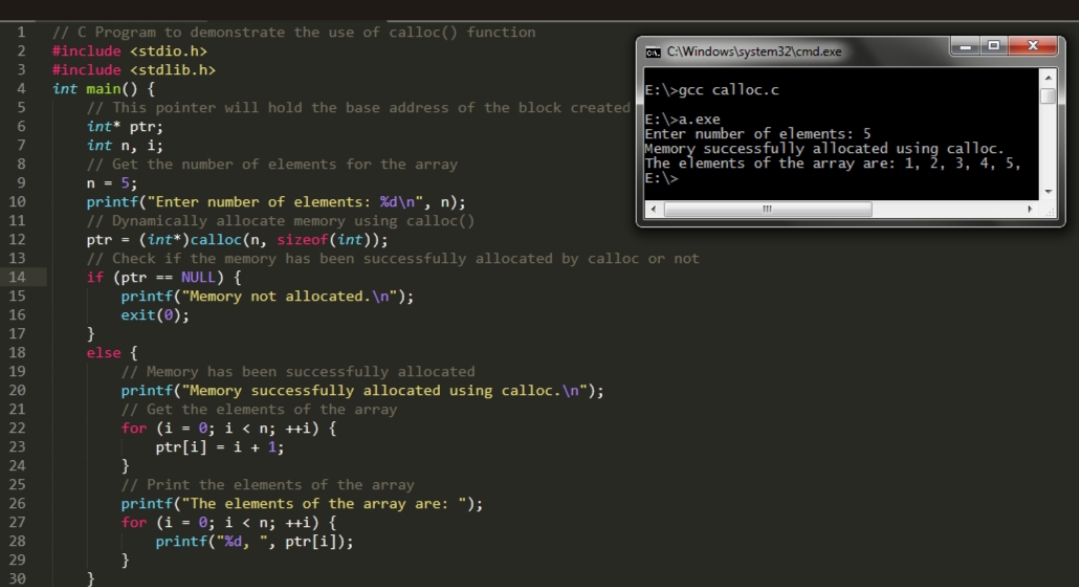 1 // C Program to demonstrate the use of calloc() function
2 #include <stdio.h>
3 #include <stdlib.h>
4 int main() {
5 // This pointer will hold the base address of the block created
6 int* ptr;
7 int n, i;
8 // Get the number of elements for the array
9 n = 5;
10 printf("Enter number of elements: %d\n", n);
11 // Dynamically allocate memory using calloc()
12 ptr = (int*)calloc(n, sizeof(int));
13 // Check if the memory has been successfully allocated by calloc or not
14 if (ptr == NULL) {
15 printf("Memory not allocated.\n");
16 exit(0);
17 }
18 else {
19 // Memory has been successfully allocated
20 printf("Memory successfully allocated using calloc.\n");
21 // Get the elements of the array
22 for (i = 0; i < n; ++i) {
23 ptr[i] = i + 1;
24 }
25 // Print the elements of the array
26 printf("The elements of the array are: ");
27 for (i = 0; i < n; ++i) {
28 printf("%d, ", ptr[i]);
29 }
30 }
C:\Windows\system32\cmd.exe
E:\>gcc calloc.c
E:\>a.exe
Enter number of elements: 5
Memory successfully allocated using calloc.
The elements of the array are: 1, 2, 3, 4, 5,
E:\>